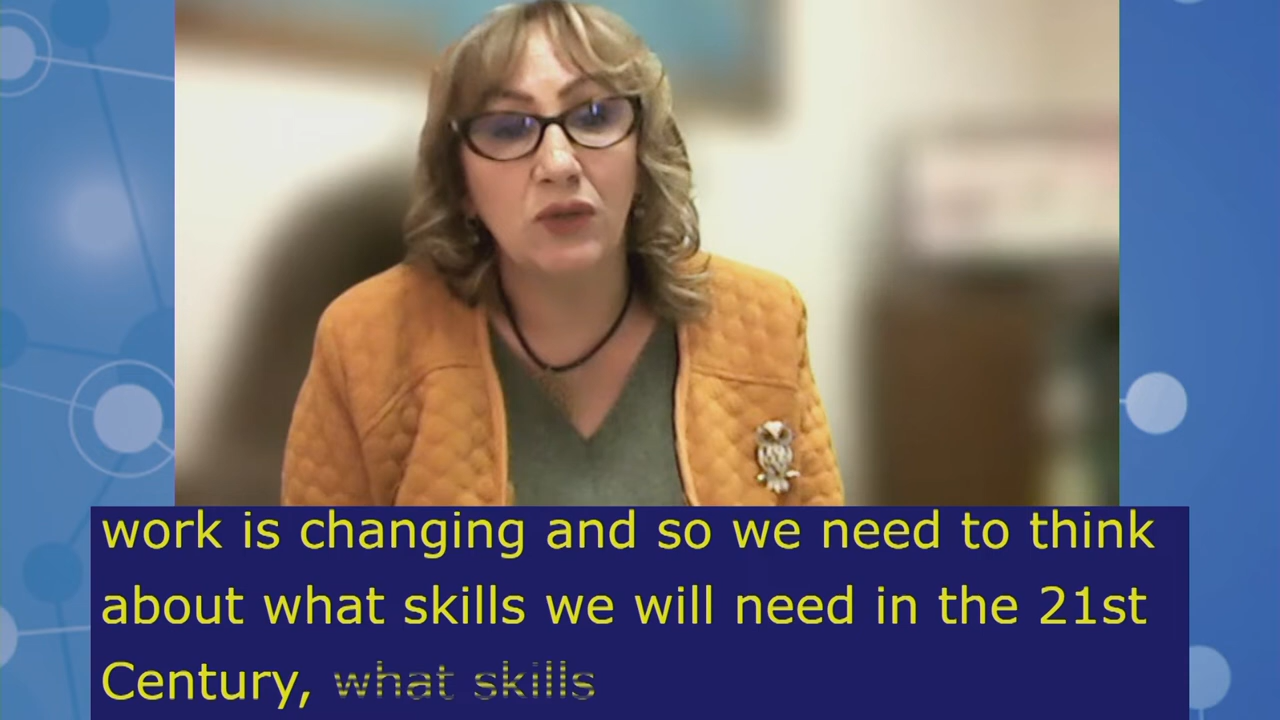 work is changing and so we need to think
about what skills we will need in the 21st
Century, what skills